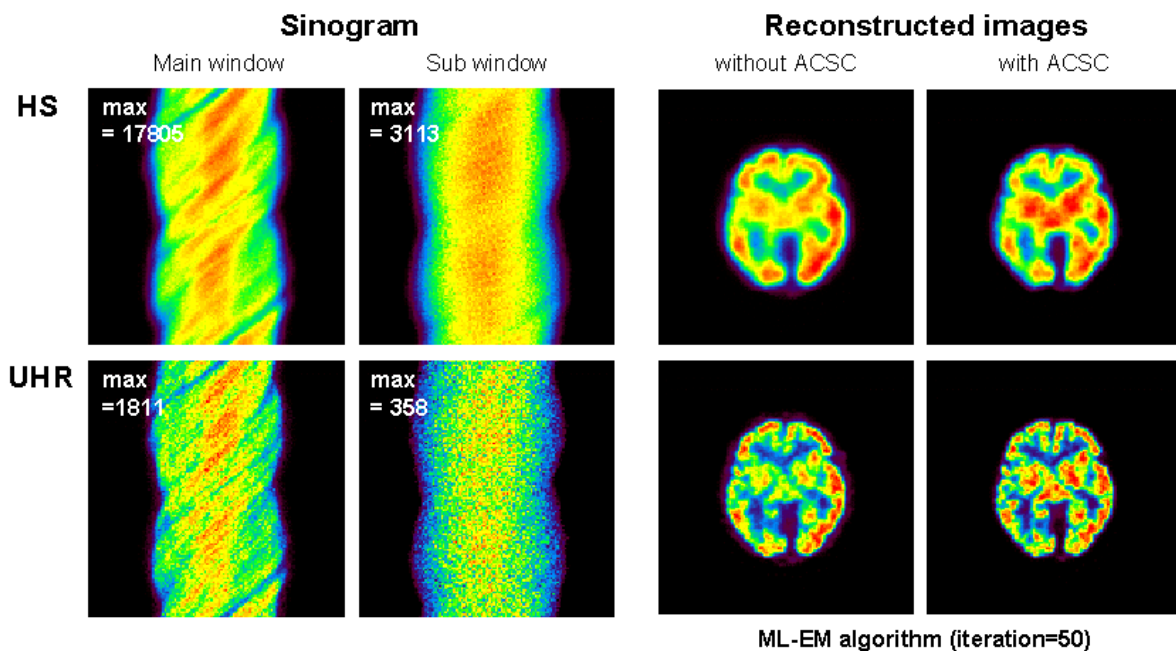 Sinogram
Reconstructed images
Main window
Sub window
without ACSC
with ACSC
HS
max
= 17805
max
= 3113
UHR
max
=1811
max
= 358
ML-EM algorithm (iteration=50)